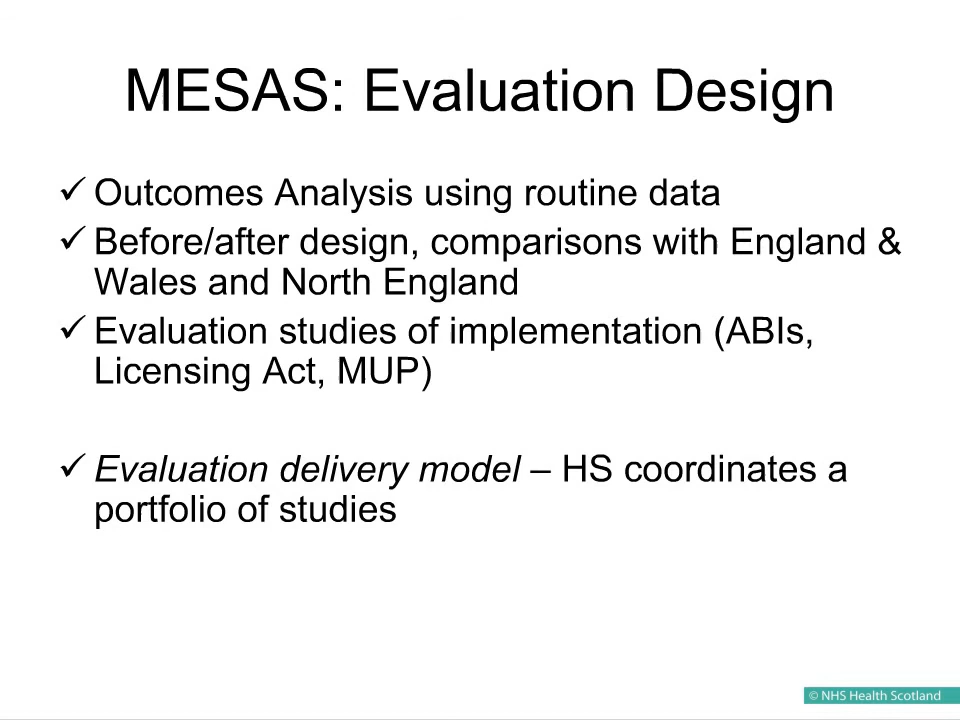 MESAS: Evaluation Design
✓ Outcomes Analysis using routine data
✓ Before/after design, comparisons with England &
Wales and North England
✓ Evaluation studies of implementation (ABIs,
Licensing Act, MUP)
✓ Evaluation delivery model – HS coordinates a
portfolio of studies
© NHS Health Scotland